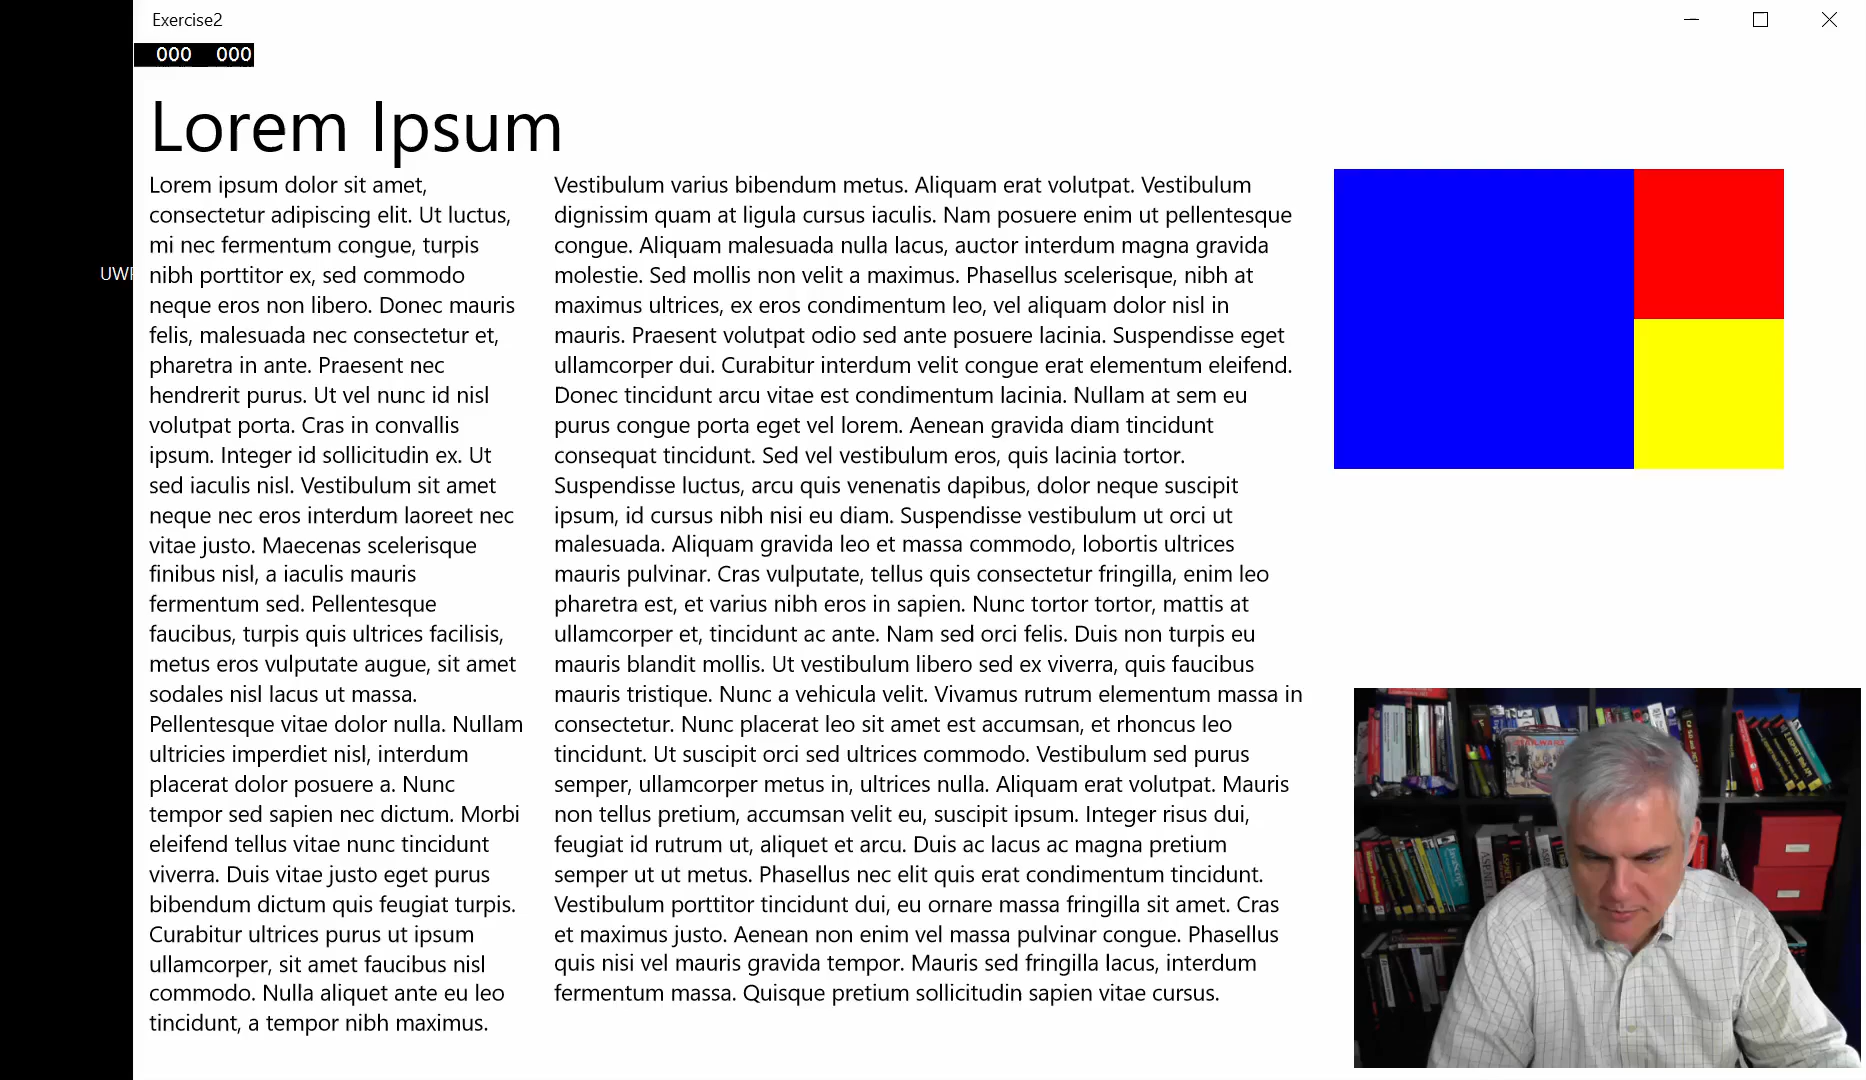 Exercise2
000 000
Lorem Ipsum
UWP
Lorem ipsum dolor sit amet,
consectetur adipiscing elit. Ut luctus,
mi nec fermentum congue, turpis
nibh porttitor ex, sed commodo
neque eros non libero. Donec mauris
felis, malesuada nec consectetur et,
pharetra in ante. Praesent nec
hendrerit purus. Ut vel nunc id nisl
volutpat porta. Cras in convallis
ipsum. Integer id sollicitudin ex. Ut
sed iaculis nisl. Vestibulum sit amet
neque nec eros interdum laoreet nec
vitae justo. Maecenas scelerisque
finibus nisl, a iaculis mauris
fermentum sed. Pellentesque
faucibus, turpis quis ultrices facilisis,
metus eros vulputate augue, sit amet
sodales nisl lacus ut massa.
Pellentesque vitae dolor nulla. Nullam
ultricies imperdiet nisl, interdum
placerat dolor posuere a. Nunc
tempor sed sapien nec dictum. Morbi
eleifend tellus vitae nunc tincidunt
viverra. Duis vitae justo eget purus
bibendum dictum quis feugiat turpis.
Curabitur ultrices purus ut ipsum
ullamcorper, sit amet faucibus nisl
commodo. Nulla aliquet ante eu leo
tincidunt, a tempor nibh maximus.
Vestibulum varius bibendum metus. Aliquam erat volutpat. Vestibulum
dignissim quam at ligula cursus iaculis. Nam posuere enim ut pellentesque
congue. Aliquam malesuada nulla lacus, auctor interdum magna gravida
molestie. Sed mollis non velit a maximus. Phasellus scelerisque, nibh at
maximus ultrices, ex eros condimentum leo, vel aliquam dolor nisl in
mauris. Praesent volutpat odio sed ante posuere lacinia. Suspendisse eget
ullamcorper dui. Curabitur interdum velit congue erat elementum eleifend.
Donec tincidunt arcu vitae est condimentum lacinia. Nullam at sem eu
purus congue porta eget vel lorem. Aenean gravida diam tincidunt
consequat tincidunt. Sed vel vestibulum eros, quis lacinia tortor.
Suspendisse luctus, arcu quis venenatis dapibus, dolor neque suscipit
ipsum, id cursus nibh nisi eu diam. Suspendisse vestibulum ut orci ut
malesuada. Aliquam gravida leo et massa commodo, lobortis ultrices
mauris pulvinar. Cras vulputate, tellus quis consectetur fringilla, enim leo
pharetra est, et varius nibh eros in sapien. Nunc tortor tortor, mattis at
ullamcorper et, tincidunt ac ante. Nam sed orci felis. Duis non turpis eu
mauris blandit mollis. Ut vestibulum libero sed ex viverra, quis faucibus
mauris tristique. Nunc a vehicula velit. Vivamus rutrum elementum massa in
consectetur. Nunc placerat leo sit amet est accumsan, et rhoncus leo
tincidunt. Ut suscipit orci sed ultrices commodo. Vestibulum sed purus
semper, ullamcorper metus in, ultrices nulla. Aliquam erat volutpat. Mauris
non tellus pretium, accumsan velit eu, suscipit ipsum. Integer risus dui,
feugiat id rutrum ut, aliquet et arcu. Duis ac lacus ac magna pretium
semper ut ut metus. Phasellus nec elit quis erat condimentum tincidunt.
Vestibulum porttitor tincidunt dui, eu ornare massa fringilla sit amet. Cras
et maximus justo. Aenean non enim vel massa pulvinar congue. Phasellus
quis nisi vel mauris gravida tempor. Mauris sed fringilla lacus, interdum
fermentum massa. Quisque pretium sollicitudin sapien vitae cursus.